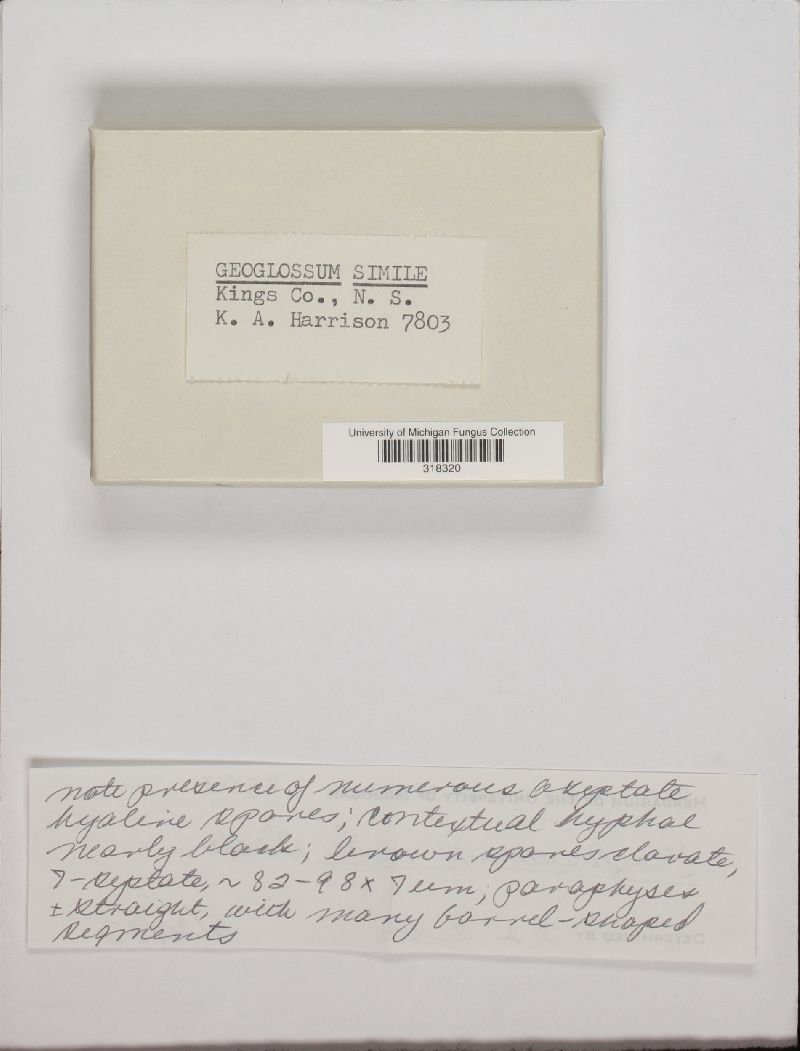 GEOGLOSSUM SIMILE
Kings Co., N. S.
K. A. Harrison 7803
University of Michigan Fungus Collection
318320
note presence of numerous aseptate
hyaline spores; contextual hyphae
nearly black; brown spores clavate,
7-septate, ~ 82-98 x 7 um; paraphyses
± straight, with many barrel-shaped
segments